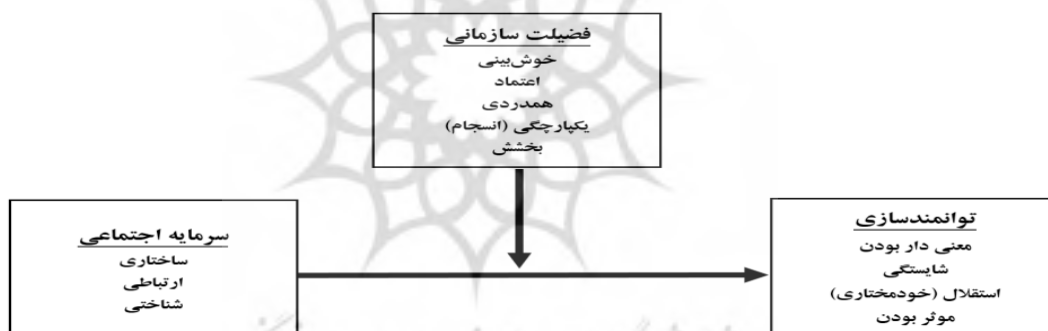 فضیلت سازمانی
خوش‌بینی
اعتماد
همدردی
یکپارچگی (انسجام)
بخشش
سرمایه اجتماعی
ساختاری
ارتباطی
شناختی
توانمندسازی
معنی دار بودن
شایستگی
استقلال (خودمختاری)
موثر بودن